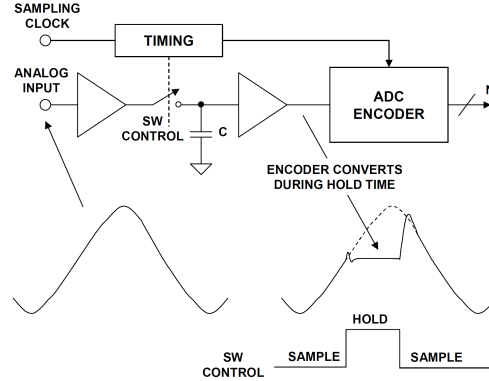 SAMPLING
CLOCK
TIMING
ANALOG
INPUT
SW
CONTROL
C
ADC
ENCODER
N
ENCODER CONVERTS
DURING HOLD TIME
HOLD
SW
CONTROL
SAMPLE
SAMPLE